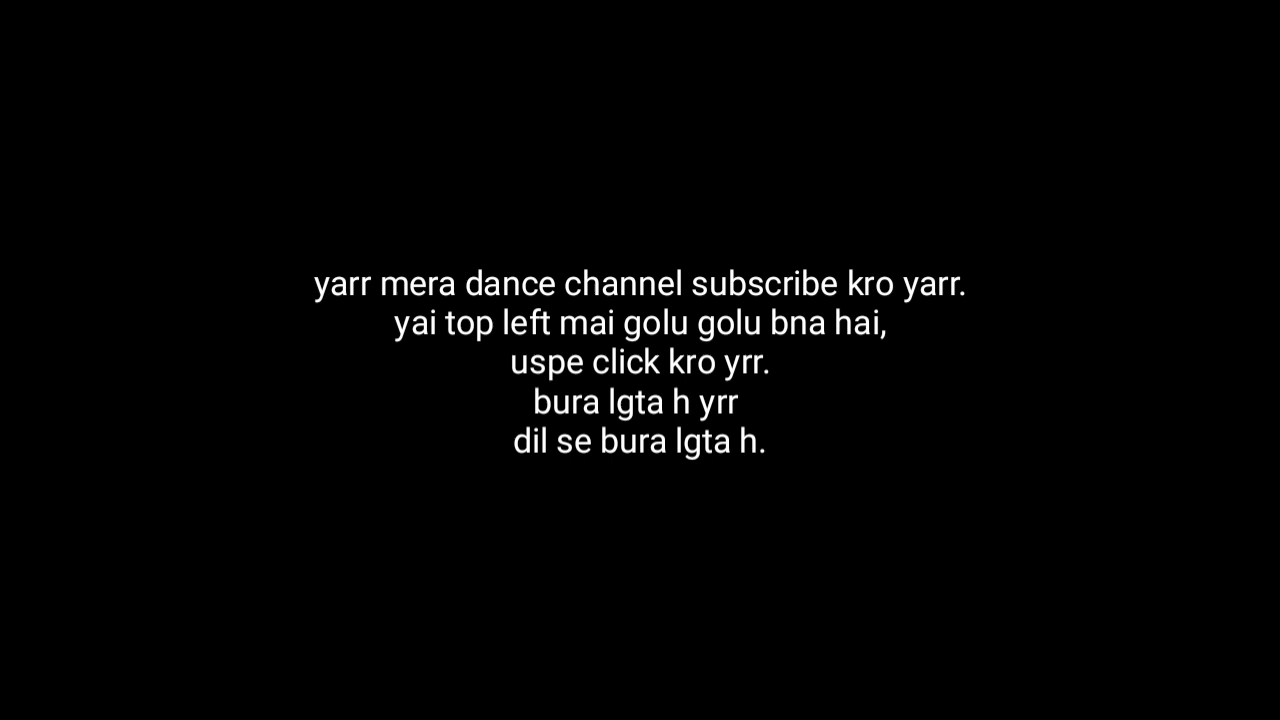 yarr mera dance channel subscribe kro yarr.
yai top left mai golu golu bna hai,
uspe click kro yrr.
bura lgta h yrr
dil se bura lgta h.